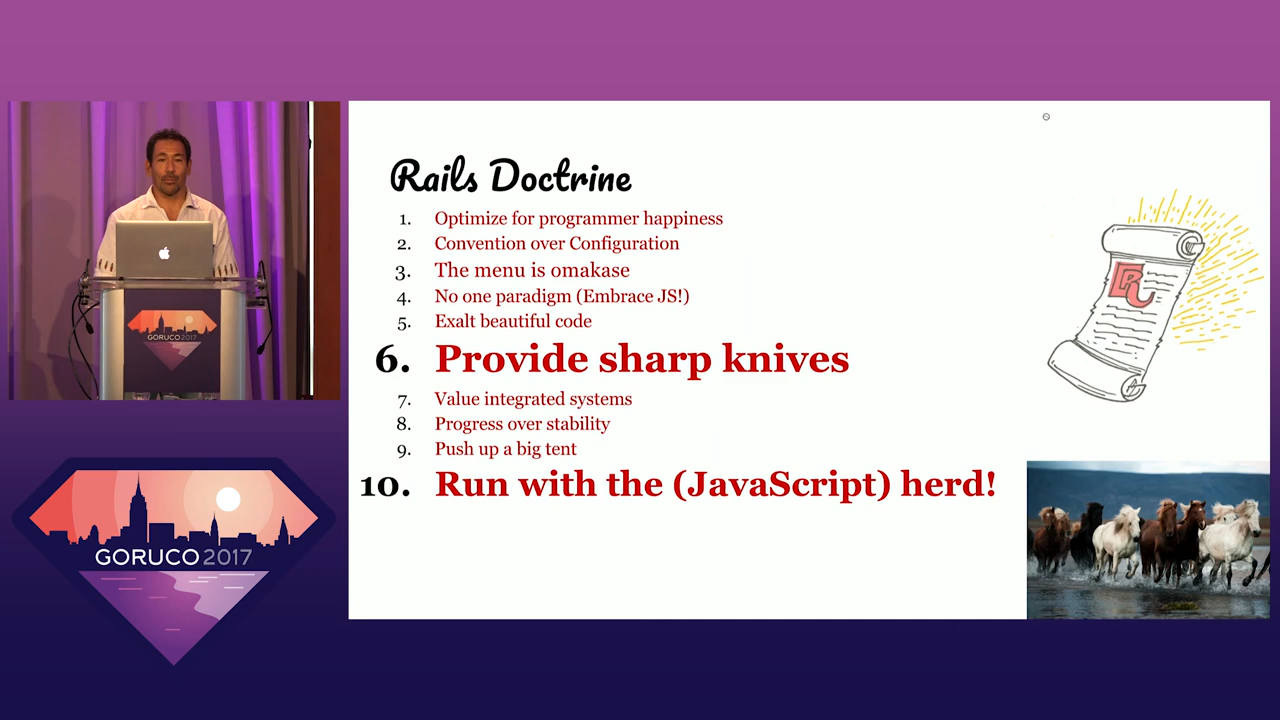 Rails Doctrine
1. Optimize for programmer happiness
2. Convention over Configuration
3. The menu is omakase
4. No one paradigm (Embrace JS!)
5. Exalt beautiful code
6. Provide sharp knives
7. Value integrated systems
8. Progress over stability
9. Push up a big tent
10. Run with the (JavaScript) herd!
GORUCO 2017
GORUCO 2017